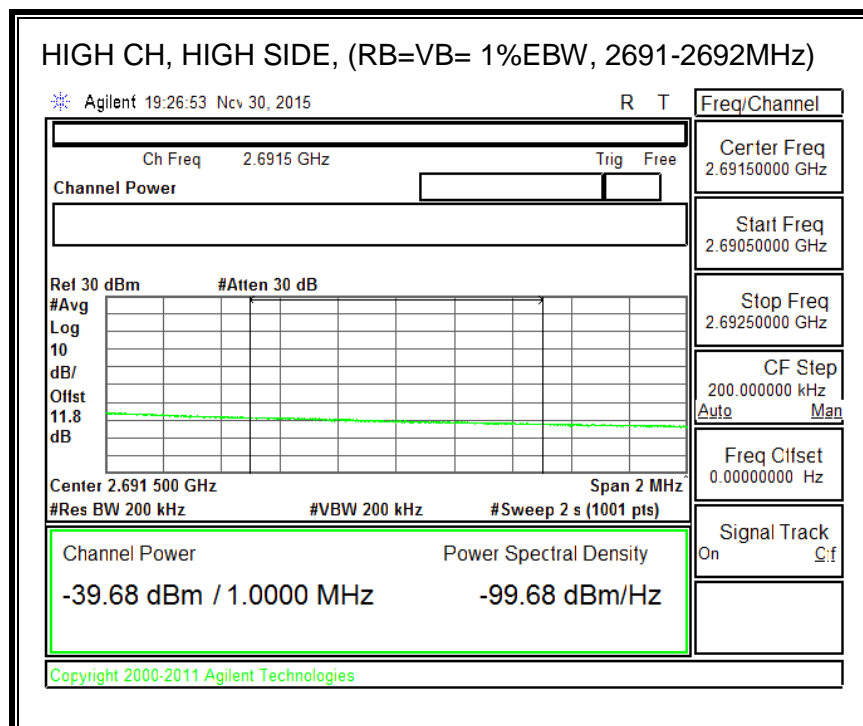 HIGH CH, HIGH SIDE, (RB=VB= 1%EBW, 2691-2692MHz)
Agilent 19:26:53 Nov 30, 2015 R T
Freq/Channel
Ch Freq 2.6915 GHz Trig Free
Channel Power
Center Freq
2.69150000 GHz
Start Freq
2.69050000 GHz
Stop Freq
2.69250000 GHz
CF Step
200.000000 kHz
Auto Man
Freq Offset
0.00000000 Hz
Signal Track
On Off
Ref 30 dBm #Atten 30 dB
#Avg
Log
10
dB/
Offst
11.8
dB
Center 2.691 500 GHz Span 2 MHz
#Res BW 200 kHz #VBW 200 kHz #Sweep 2 s (1001 pts)
Channel Power Power Spectral Density
-39.68 dBm / 1.0000 MHz -99.68 dBm/Hz
Copyright 2000-2011 Agilent Technologies